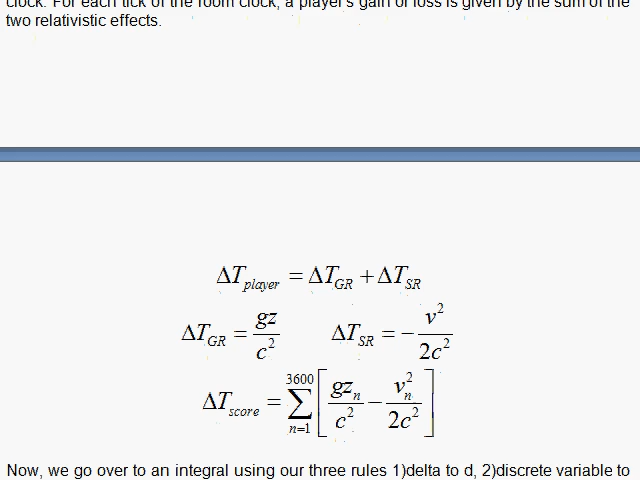 clock. For each tick of the room clock, a player's gain or loss is given by the sum of the
two relativistic effects.
ΔT_player = ΔT_GR + ΔT_SR
ΔT_GR = gz/c² ΔT_SR = −v²/2c²
ΔT_score = ∑_{n=1}^{3600} [gz_n/c² − v_n²/2c²]
Now, we go over to an integral using our three rules 1)delta to d, 2)discrete variable to